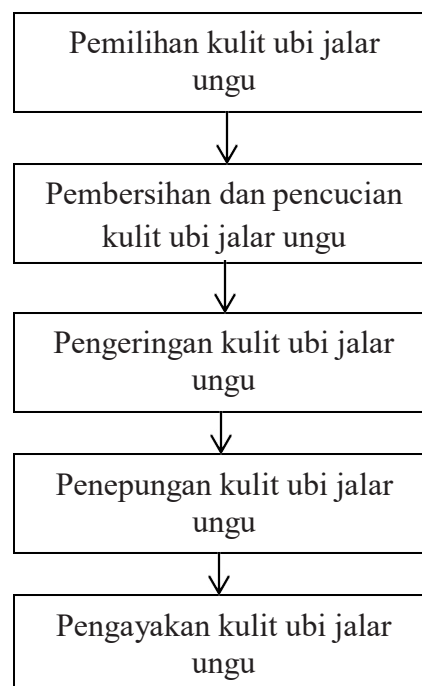 Pemilihan kulit ubi jalar
ungu
Pembersihan dan pencucian
kulit ubi jalar ungu
Pengeringan kulit ubi jalar
ungu
Penepungan kulit ubi jalar
ungu
Pengayakan kulit ubi jalar
ungu